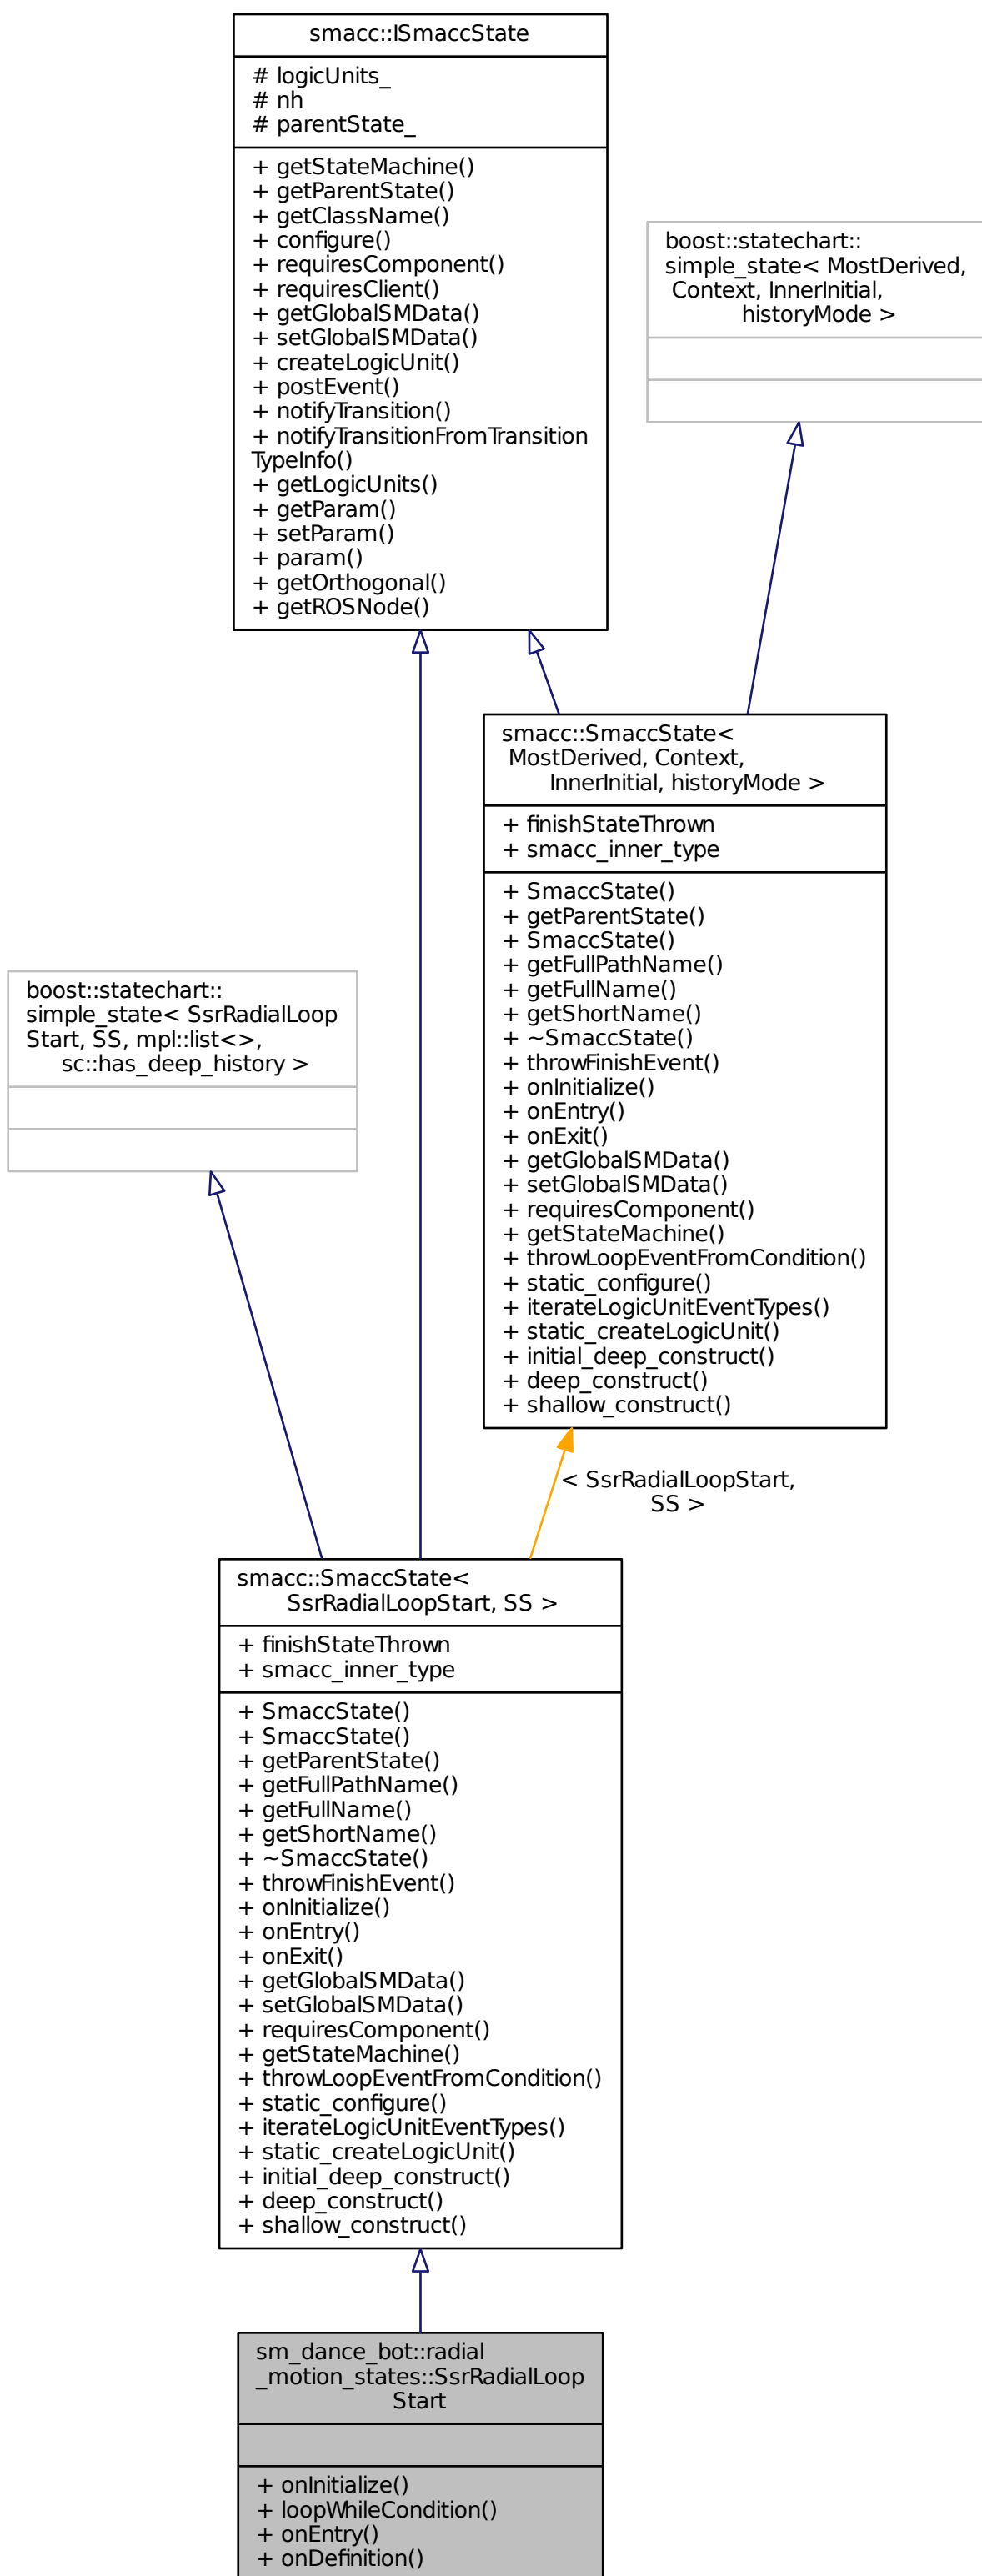 smacc::ISmaccState
# logicUnits_
# nh
# parentState_
+ getStateMachine()
+ getParentState()
+ getClassName()
+ configure()
+ requiresComponent()
+ requiresClient()
+ getGlobalSMData()
+ setGlobalSMData()
+ createLogicUnit()
+ postEvent()
+ notifyTransition()
+ notifyTransitionFromTransition
TypeInfo()
+ getLogicUnits()
+ getParam()
+ setParam()
+ param()
+ getOrthogonal()
+ getROSNode()
boost::statechart::
simple_state< MostDerived,
Context, InnerInitial,
historyMode >
smacc::SmaccState<
MostDerived, Context,
InnerInitial, historyMode >
+ finishStateThrown
+ smacc_inner_type
+ SmaccState()
+ getParentState()
+ SmaccState()
+ getFullPathName()
+ getFullName()
+ getShortName()
+ ~SmaccState()
+ throwFinishEvent()
+ onInitialize()
+ onEntry()
+ onExit()
+ getGlobalSMData()
+ setGlobalSMData()
+ requiresComponent()
+ getStateMachine()
+ throwLoopEventFromCondition()
+ static_configure()
+ iterateLogicUnitEventTypes()
+ static_createLogicUnit()
+ initial_deep_construct()
+ deep_construct()
+ shallow_construct()
boost::statechart::
simple_state< SsrRadialLoop
Start, SS, mpl::list<>,
sc::has_deep_history >
< SsrRadialLoopStart,
SS >
smacc::SmaccState<
SsrRadialLoopStart, SS >
+ finishStateThrown
+ smacc_inner_type
+ SmaccState()
+ SmaccState()
+ getParentState()
+ getFullPathName()
+ getFullName()
+ getShortName()
+ ~SmaccState()
+ throwFinishEvent()
+ onInitialize()
+ onEntry()
+ onExit()
+ getGlobalSMData()
+ setGlobalSMData()
+ requiresComponent()
+ getStateMachine()
+ throwLoopEventFromCondition()
+ static_configure()
+ iterateLogicUnitEventTypes()
+ static_createLogicUnit()
+ initial_deep_construct()
+ deep_construct()
+ shallow_construct()
sm_dance_bot::radial
_motion_states::SsrRadialLoop
Start
+ onInitialize()
+ loopWhileCondition()
+ onEntry()
+ onDefinition()